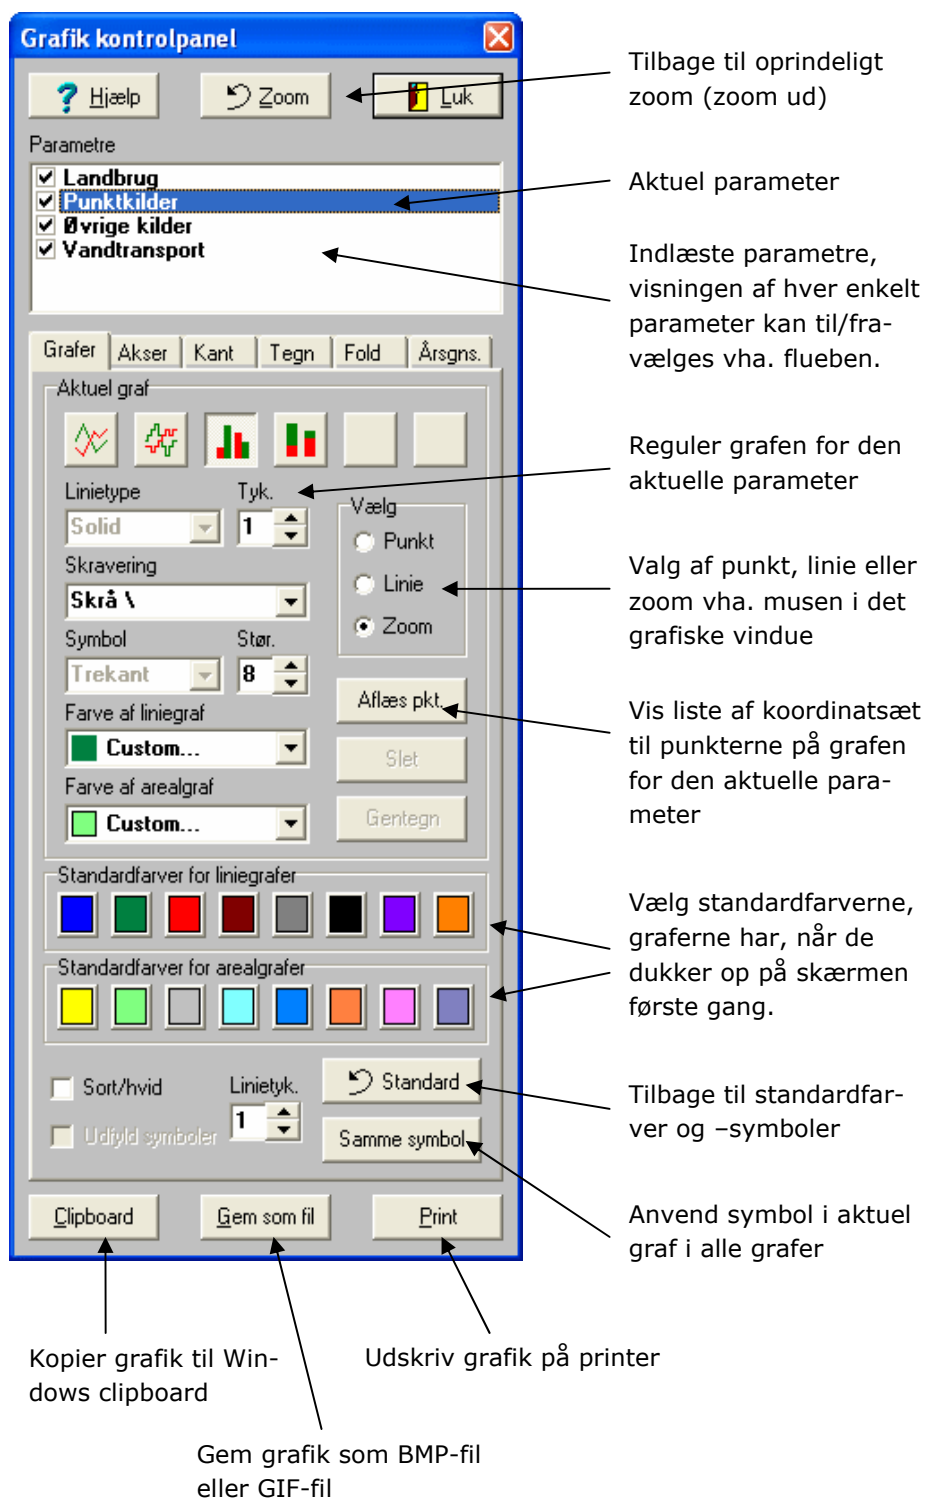 Grafik kontrolpanel
Hjælp
Zoom
Luk
Tilbage til oprindeligt
zoom (zoom ud)
Parametre
Landbrug
Punktkilder
Øvrige kilder
Vandtransport
Aktuel parameter
Indlæste parametre,
visningen af hver enkelt
parameter kan til/fra-
vælges vha. flueben.
Grafer
Akser
Kant
Tegn
Fold
Årsgns.
Aktuel graf
Linietype
Tyk.
Solid
1
Skravering
Skrå \
Symbol
Stør.
Trekant
8
Farve af liniegraf
Custom...
Farve af arealgraf
Custom...
Vælg
Punkt
Linie
Zoom
Aflæs pkt.
Slet
Gentegn
Reguler grafen for den
aktuelle parameter
Valg af punkt, linie eller
zoom vha. musen i det
grafiske vindue
Vis liste af koordinatsæt
til punkterne på grafen
for den aktuelle para-
meter
Standardfarver for liniegrafer
Standardfarver for arealgrafer
Vælg standardfarverne,
graferne har, når de
dukker op på skærmen
første gang.
Sort/hvid
Linietyk.
1
Udfyld symboler
Standard
Samme symbol
Tilbage til standardfar-
ver og –symboler
Anvend symbol i aktuel
graf i alle grafer
Clipboard
Gem som fil
Print
Kopier grafik til Win-
dows clipboard
Udskriv grafik på printer
Gem grafik som BMP-fil
eller GIF-fil